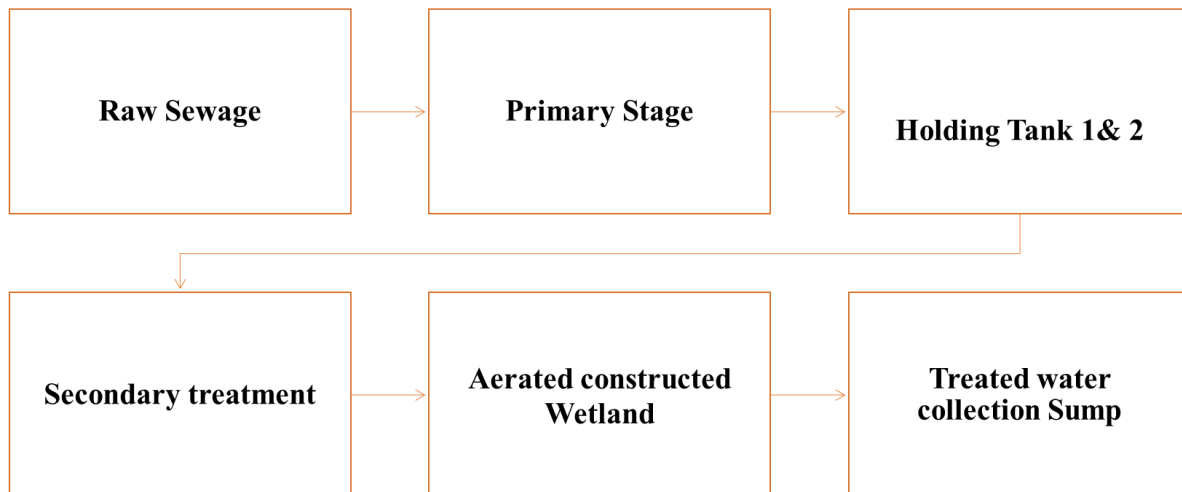 Raw Sewage
Primary Stage
Holding Tank 1& 2
Secondary treatment
Aerated constructed
Wetland
Treated water
collection Sump